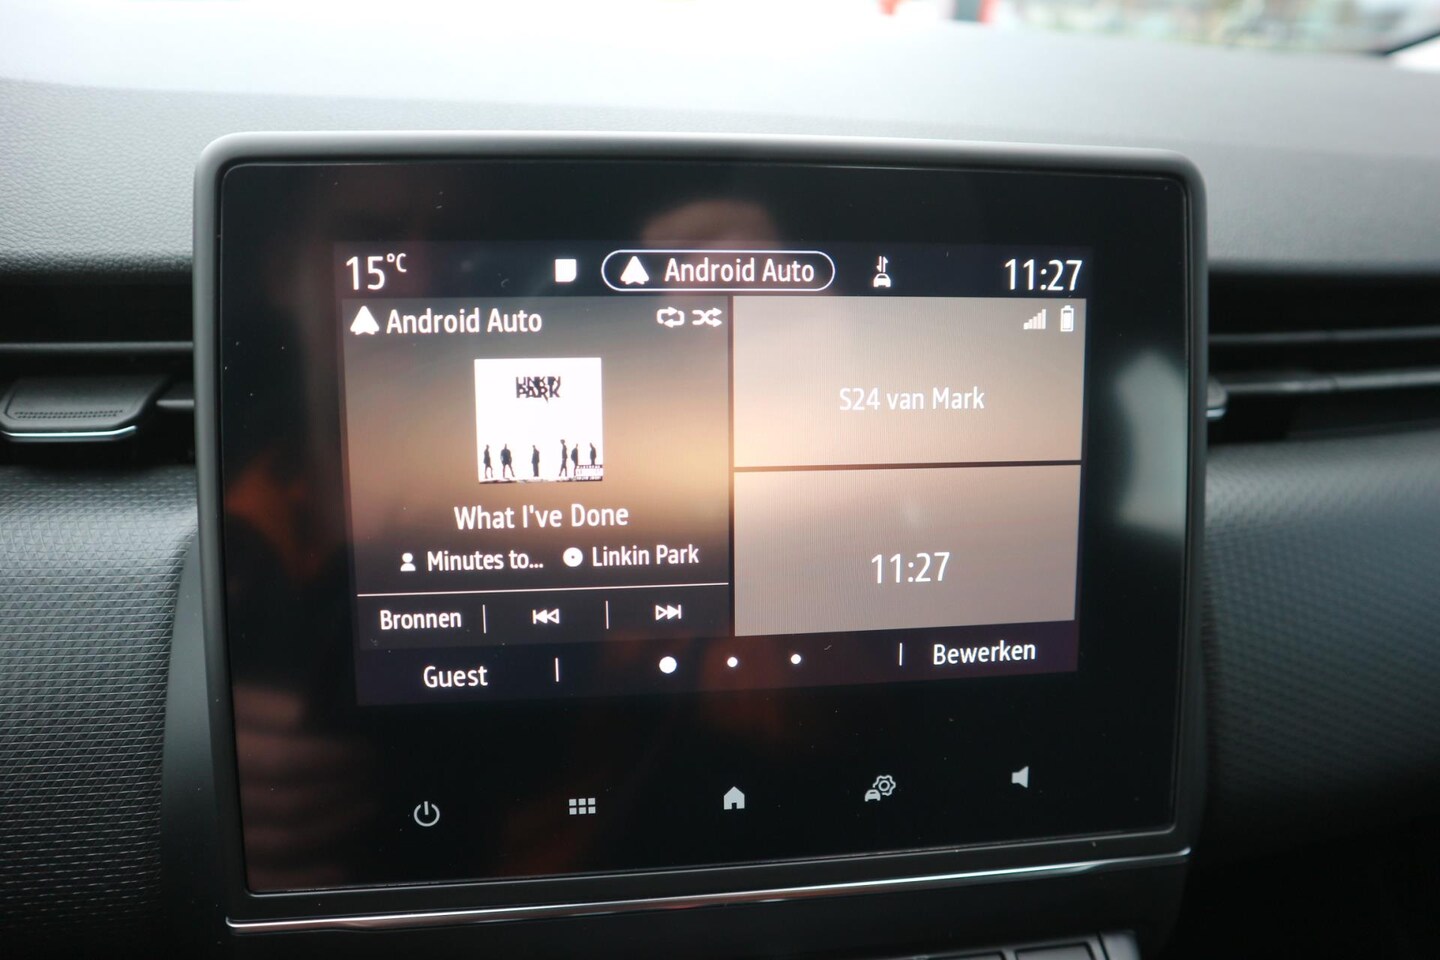 15°C
Android Auto
11:27
Android Auto
LINKIN
PARK
S24 van Mark
What I've Done
Minutes to...
Linkin Park
11:27
Bronnen
Guest
Bewerken